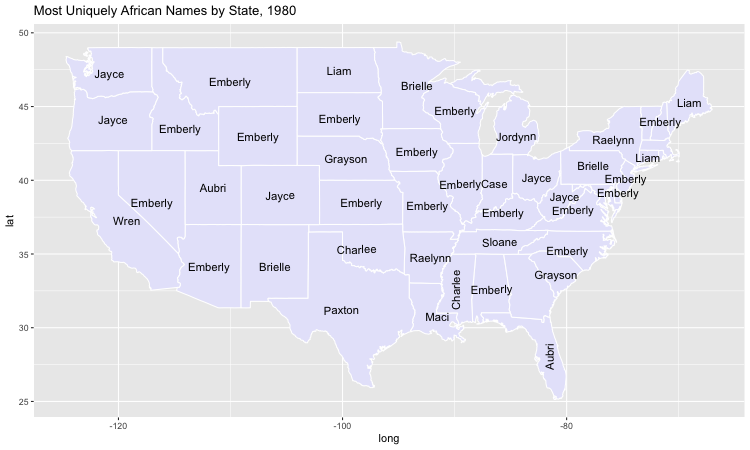 Most Uniquely African Names by State, 1980
50
45
40
35
30
25
lat
Jayce
Emberly
Liam
Brielle
Liam
Jayce
Emberly
Emberly
Emberly
Emberly
Jordynn
Raelynn
Emberly
Grayson
Emberly
Brielle
Liam
Aubri
Jayce
Emberly
Emberly
Emberly
Case
Jayce
Emberly
Emberly
Emberly
Jayce
Emberly
Wren
Emberly
Sloane
Emberly
Emberly
Brielle
Charlee
Raelynn
Grayson
Paxton
Maci
Charlee
Emberly
Aubri
-120
-100
-80
long